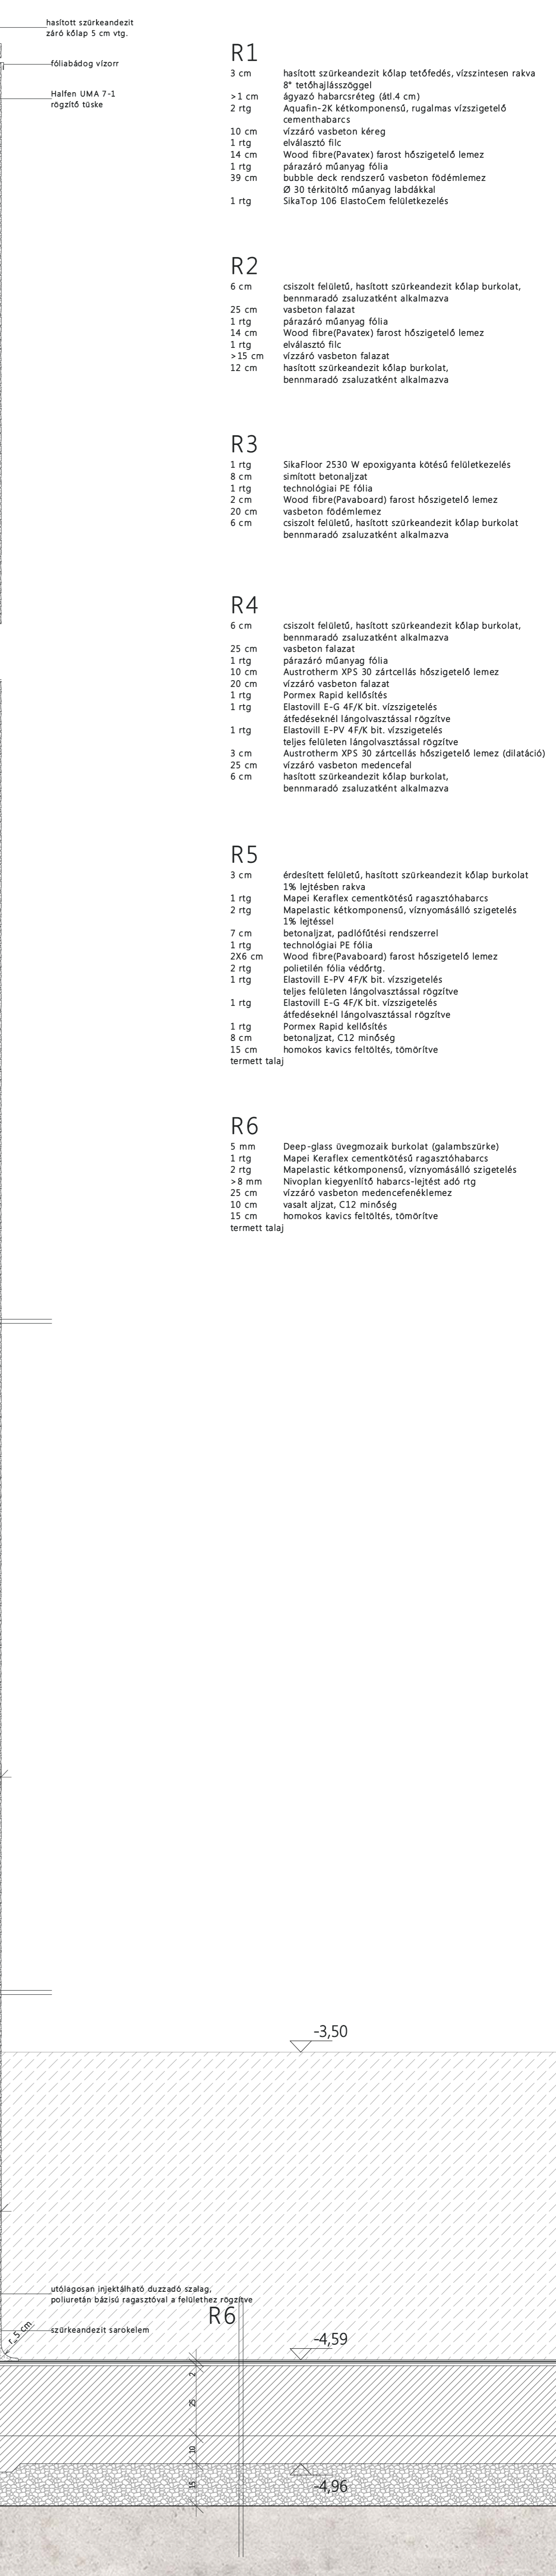 hasított szürkeandezit
záró kőlap 5 cm vtg.
fóliabádog vízorr
Halfen UMA 7-1
rögzítő tüske
R1
3 cm hasított szürkeandezit kőlap tetőfedés, vízszintesen rakva
8° tetőhajlásszöggel
>1 cm ágyazó habarcsréteg (átl.4 cm)
2 rtg Aquafin-2K kétkomponensű, rugalmas vízszigetelő
cementhabarcs
10 cm vízzáró vasbeton kéreg
1 rtg elválasztó filc
14 cm Wood fibre(Pavatex) farost hőszigetelő lemez
1 rtg párazáró műanyag fólia
39 cm bubble deck rendszerű vasbeton födémlemez
Ø 30 térkitöltő műanyag labdákkal
1 rtg SikaTop 106 ElastoCem felületkezelés
R2
6 cm csiszolt felületű, hasított szürkeandezit kőlap burkolat,
bennmaradó zsaluzatként alkalmazva
25 cm vasbeton falazat
1 rtg párazáró műanyag fólia
14 cm Wood fibre(Pavatex) farost hőszigetelő lemez
1 rtg elválasztó filc
>15 cm vízzáró vasbeton falazat
12 cm hasított szürkeandezit kőlap burkolat,
bennmaradó zsaluzatként alkalmazva
R3
1 rtg SikaFloor 2530 W epoxigyanta kötésű felületkezelés
8 cm simított betonaljzat
1 rtg technológiai PE fólia
2 cm Wood fibre(Pavaboard) farost hőszigetelő lemez
20 cm vasbeton födémlemez
6 cm csiszolt felületű, hasított szürkeandezit kőlap burkolat
bennmaradó zsaluzatként alkalmazva
R4
6 cm csiszolt felületű, hasított szürkeandezit kőlap burkolat,
bennmaradó zsaluzatként alkalmazva
25 cm vasbeton falazat
1 rtg párazáró műanyag fólia
10 cm Austrotherm XPS 30 zártcellás hőszigetelő lemez
20 cm vízzáró vasbeton falazat
1 rtg Pormex Rapid kellősítés
1 rtg Elastovill E-G 4F/K bit. vízszigetelés
átfedéseknél lángolvasztással rögzítve
1 rtg Elastovill E-PV 4F/K bit. vízszigetelés
teljes felületen lángolvasztással rögzítve
3 cm Austrotherm XPS 30 zártcellás hőszigetelő lemez (dilatáció)
25 cm vízzáró vasbeton medencefal
6 cm hasított szürkeandezit kőlap burkolat,
bennmaradó zsaluzatként alkalmazva
R5
3 cm érdesített felületű, hasított szürkeandezit kőlap burkolat
1% lejtésben rakva
1 rtg Mapei Keraflex cementkötésű ragasztóhabarcs
2 rtg Mapelastic kétkomponensű, víznyomásálló szigetelés
1% lejtéssel
7 cm betonaljzat, padlófűtési rendszerrel
1 rtg technológiai PE fólia
2X6 cm Wood fibre(Pavaboard) farost hőszigetelő lemez
2 rtg polietilén fólia védőrtg.
1 rtg Elastovill E-PV 4F/K bit. vízszigetelés
teljes felületen lángolvasztással rögzítve
1 rtg Elastovill E-G 4F/K bit. vízszigetelés
átfedéseknél lángolvasztással rögzítve
1 rtg Pormex Rapid kellősítés
8 cm betonaljzat, C12 minőség
15 cm homokos kavics feltöltés, tömörítve
termett talaj
R6
5 mm Deep-glass üvegmozaik burkolat (galambszürke)
1 rtg Mapei Keraflex cementkötésű ragasztóhabarcs
2 rtg Mapelastic kétkomponensű, víznyomásálló szigetelés
>8 mm Nivoplan kiegyenlítő habarcs-lejtést adó rtg
25 cm vízzáró vasbeton medencefenéklemez
10 cm vasalt aljzat, C12 minőség
15 cm homokos kavics feltöltés, tömörítve
termett talaj
-3,50
utólagosan injektálható duzzadó szalag,
poliuretán bázisú ragasztóval a felülethez rögzítve
R6
szürkeandezit sarokelem
r_5 cm
-4,59
2
25
10
15
-4,96